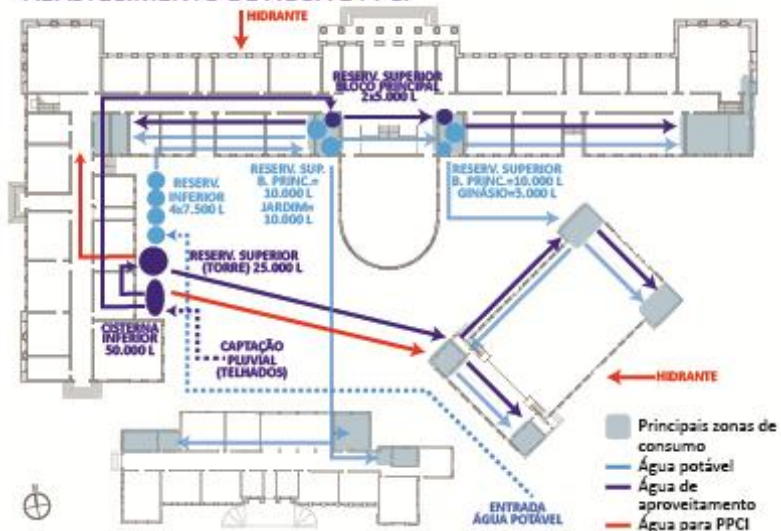 HIDRANTE
RESERV. SUPERIOR
BLOCO PRINCIPAL
2x5.000 L
RESERV.
INFERIOR
4x7.500 L
RESERV. SUP.
B. PRINC.=
10.000 L
JARDIM=
10.000 L
RESERV. SUPERIOR
B. PRINC.=10.000 L
GINÁSIO=5.000 L
RESERV. SUPERIOR
(TORRE) 25.000 L
CISTERNA
INFERIOR
50.000 L
CAPTAÇÃO
PLUVIAL
(TELHADOS)
HIDRANTE
ENTRADA
ÁGUA POTÁVEL
N
Principais zonas de
consumo
Água potável
Água de
aproveitamento
Água para PPCI